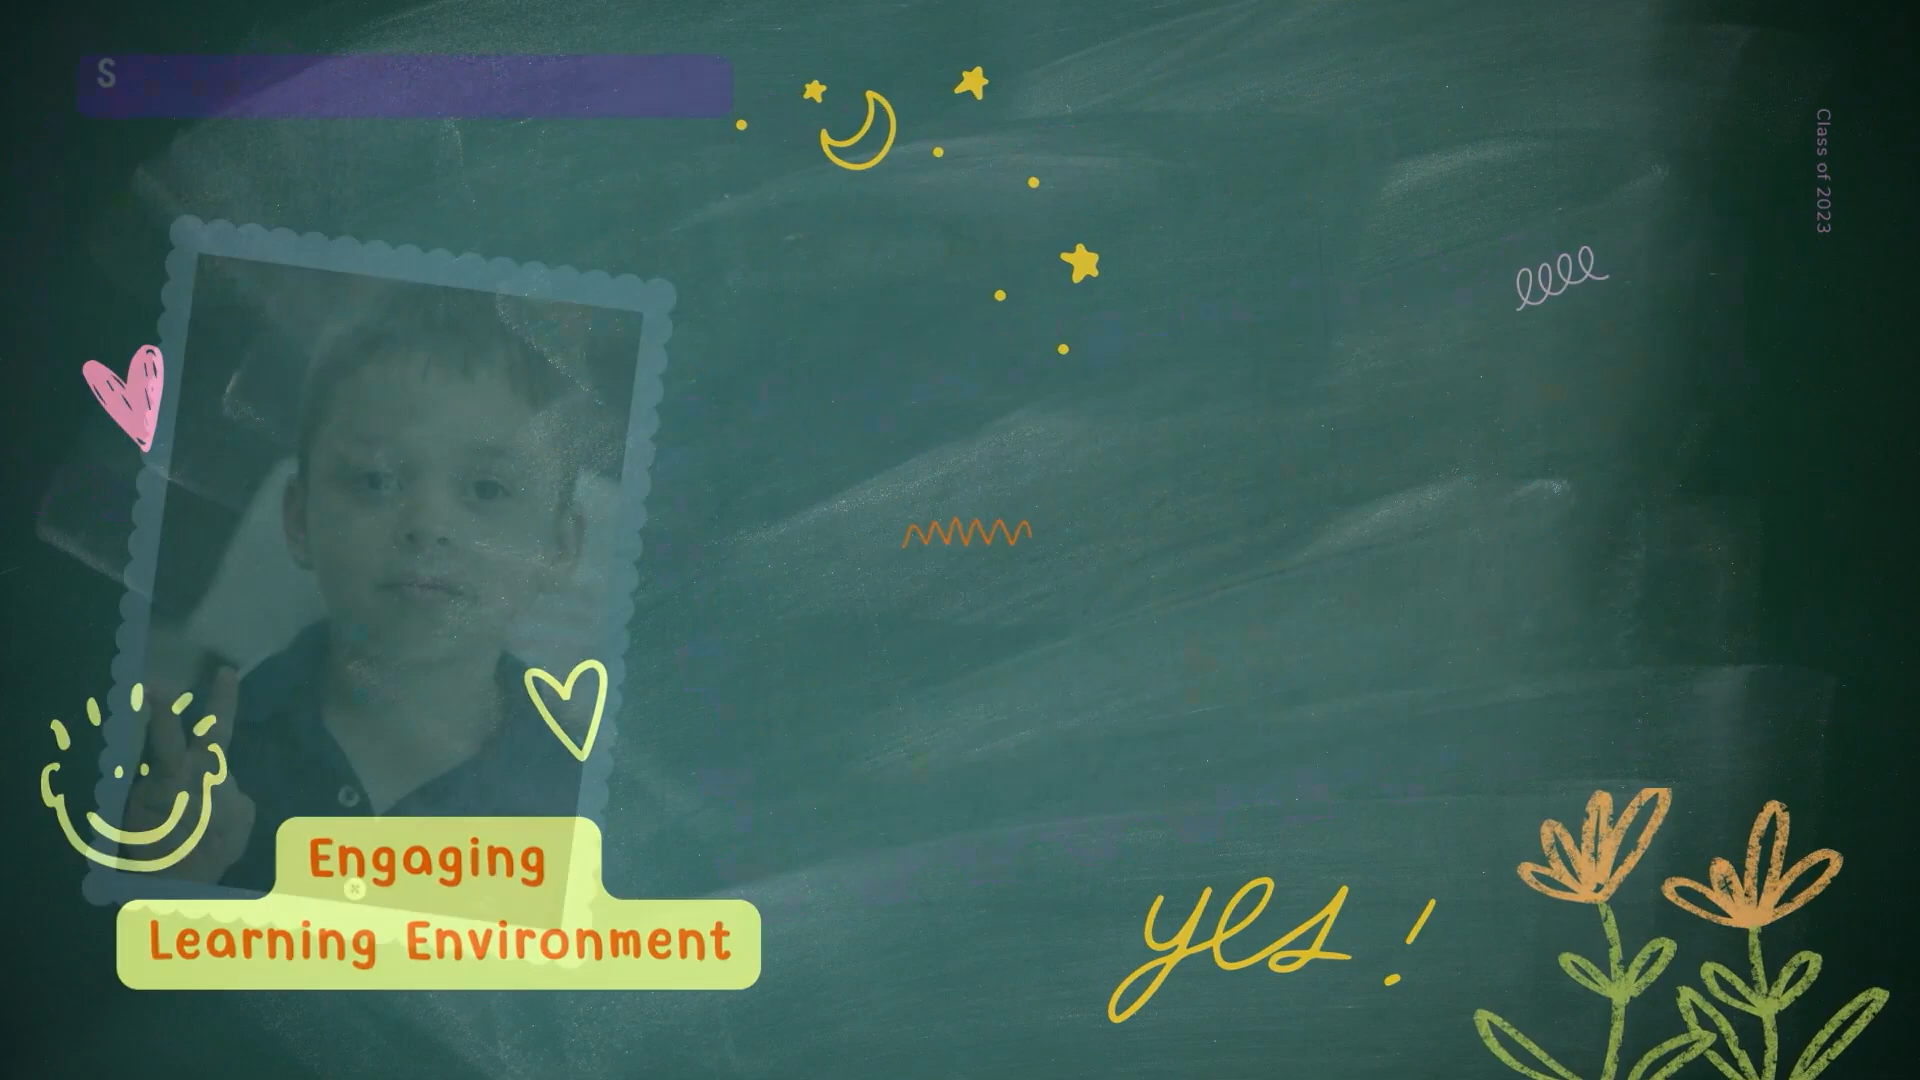 S
Class of 2023
Engaging
Learning Environment
yes!